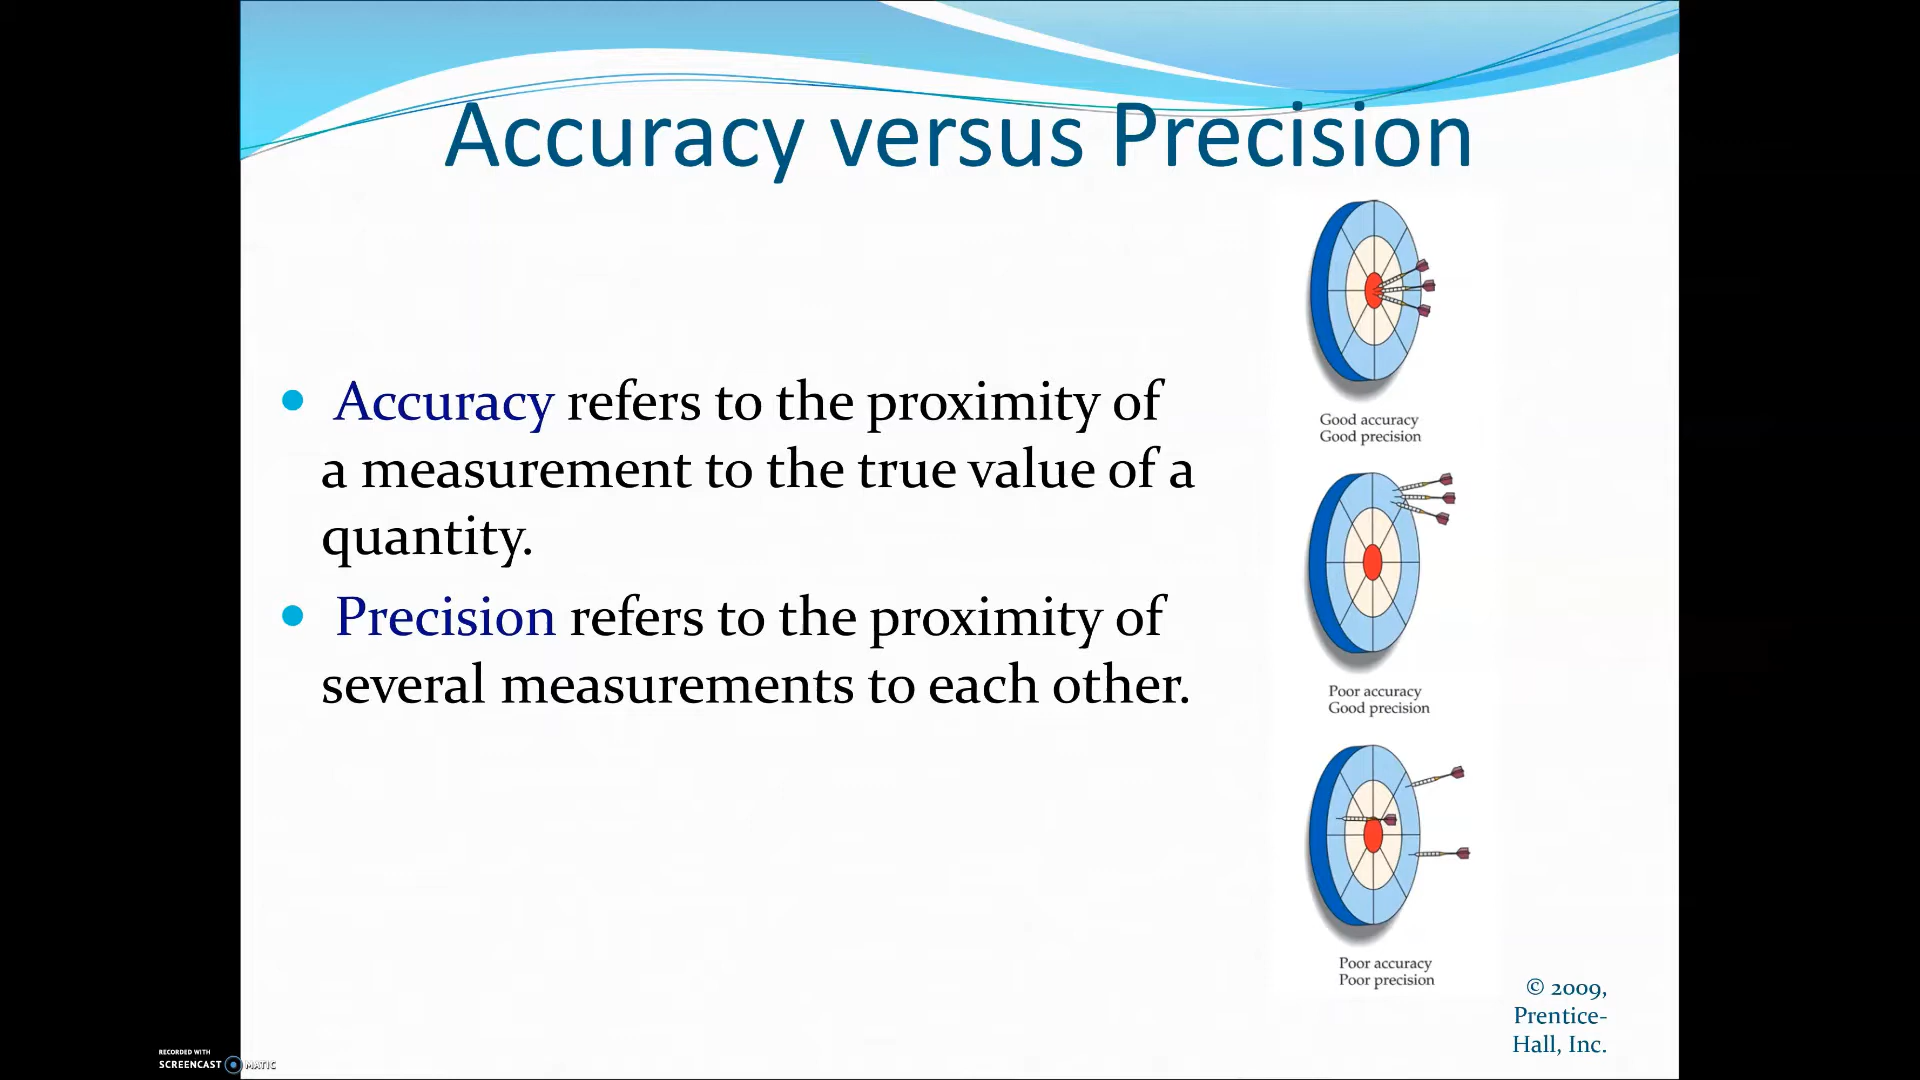 Accuracy versus Precision
Accuracy refers to the proximity of
a measurement to the true value of a
quantity.
Precision refers to the proximity of
several measurements to each other.
Good accuracy
Good precision
Poor accuracy
Good precision
Poor accuracy
Poor precision
© 2009,
Prentice-
Hall, Inc.
RECORDED WITH
SCREENCAST MATIC